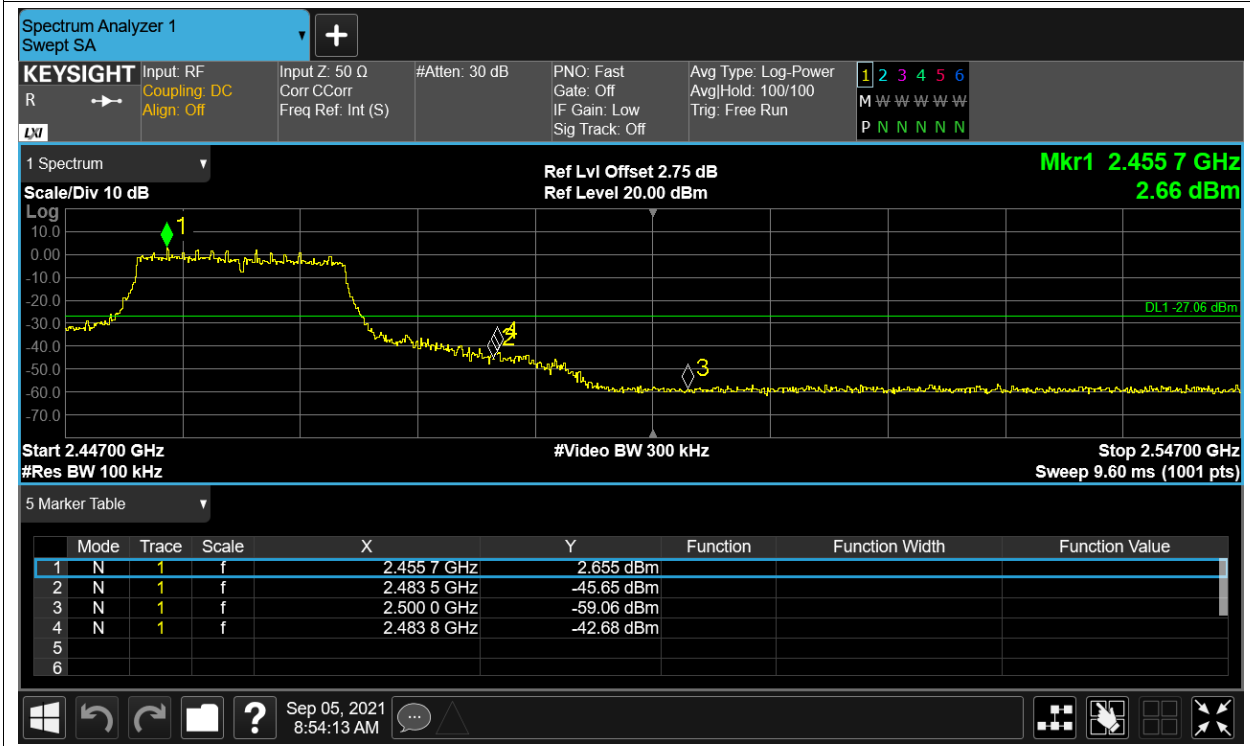 Spectrum Analyzer 1
Swept SA
+
KEYSIGHT Input: RF Input Z: 50 Ω #Atten: 30 dB PNO: Fast Avg Type: Log-Power 1 2 3 4 5 6
R Coupling: DC Corr CCorr Gate: Off Avg|Hold: 100/100 M W W W W W
Align: Off Freq Ref: Int (S) IF Gain: Low Trig: Free Run
LXI Sig Track: Off P N N N N N N
1 Spectrum Ref Lvl Offset 2.75 dB Mkr1 2.455 7 GHz
Scale/Div 10 dB Ref Level 20.00 dBm 2.66 dBm
Log
1
10.0
0.00
-10.0
-20.0
DL1 -27.06 dBm
-30.0
4
2
-40.0
-50.0
3
-60.0
-70.0
Start 2.44700 GHz #Video BW 300 kHz Stop 2.54700 GHz
#Res BW 100 kHz Sweep 9.60 ms (1001 pts)
5 Marker Table
Mode Trace Scale X Y Function Function Width Function Value
1 N 1 f 2.455 7 GHz 2.655 dBm
2 N 1 f 2.483 5 GHz -45.65 dBm
3 N 1 f 2.500 0 GHz -59.06 dBm
4 N 1 f 2.483 8 GHz -42.68 dBm
5
6
? Sep 05, 2021
8:54:13 AM